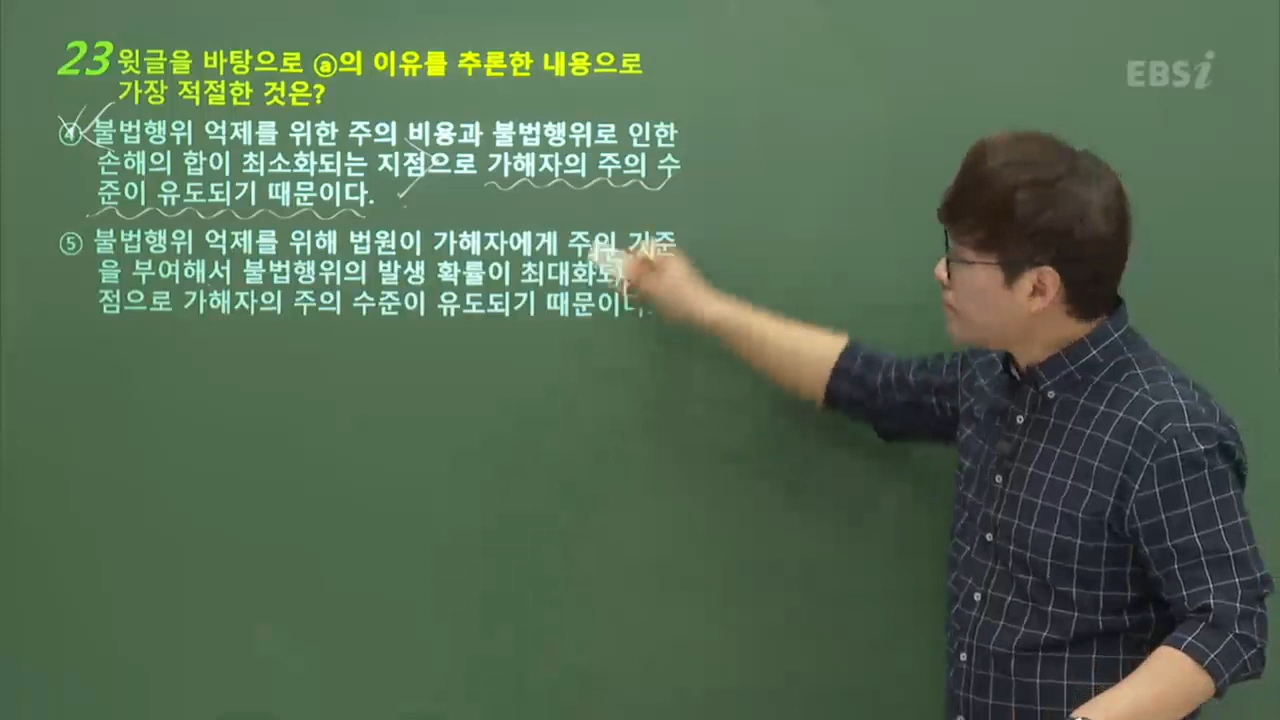 23 윗글을 바탕으로 ⓐ의 이유를 추론한 내용으로
가장 적절한 것은?
EBSi
④ 불법행위 억제를 위한 주의 비용과 불법행위로 인한
손해의 합이 최소화되는 지점으로 가해자의 주의 수
준이 유도되기 때문이다.
⑤ 불법행위 억제를 위해 법원이 가해자에게 주의 기준
을 부여해서 불법행위의 발생 확률이 최대화되
점으로 가해자의 주의 수준이 유도되기 때문이다.